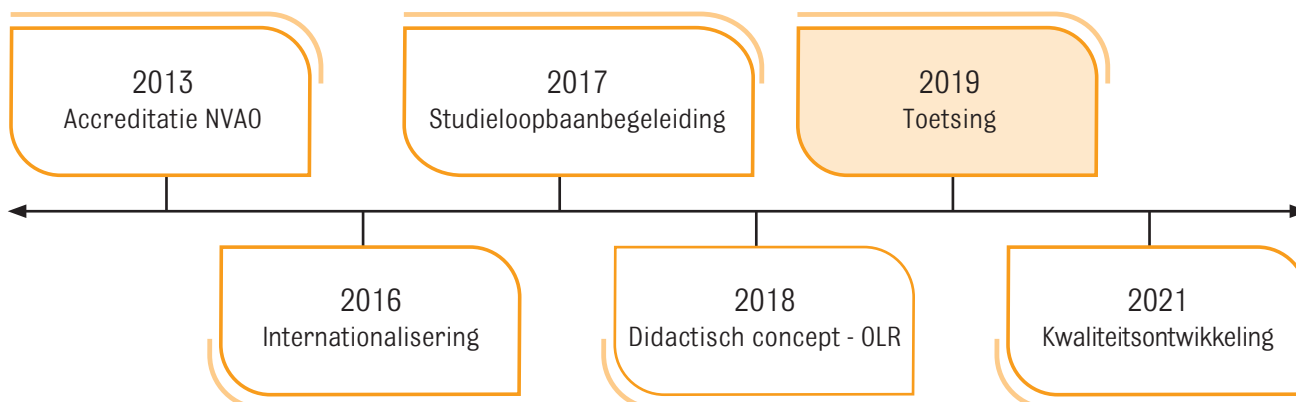 2013
Accreditatie NVAO
2017
Studieloopbaanbegeleiding
2019
Toetsing
2016
Internationalisering
2018
Didactisch concept - OLR
2021
Kwaliteitsontwikkeling